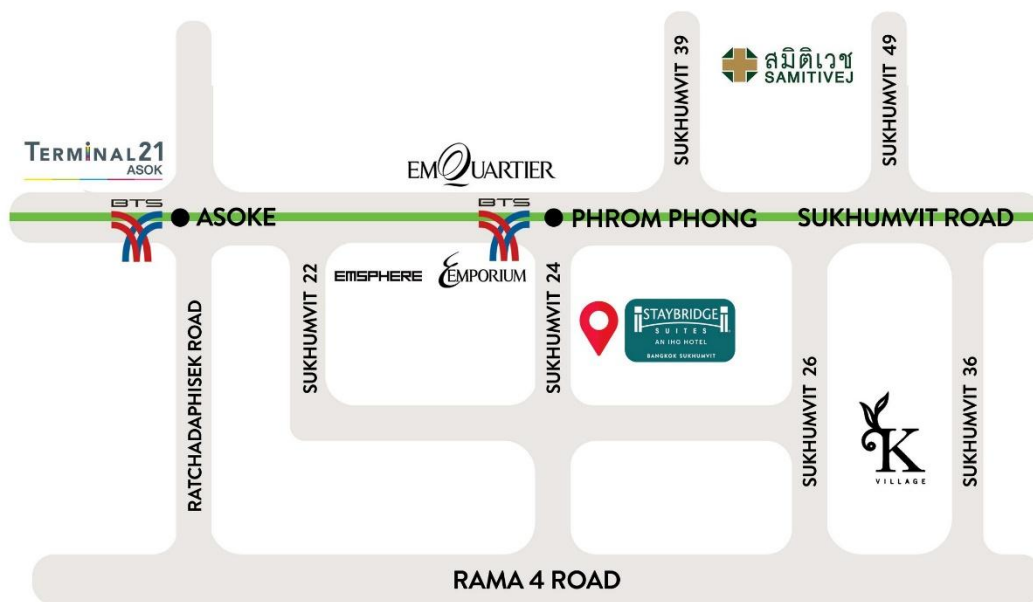 SUKHUMVIT 39
สมิติเวช
SAMITIVEJ
SUKHUMVIT 49
TERMINAL21
ASOK
EMQUARTIER
BTS
ASOKE
BTS
PHROM PHONG
SUKHUMVIT ROAD
RATCHADAPHISEK ROAD
SUKHUMVIT 22
EMSPHERE
EMPORIUM
SUKHUMVIT 24
STAYBRIDGE
SUITES
AN IHG HOTEL
BANGKOK SUKHUMVIT
SUKHUMVIT 26
K
VILLAGE
SUKHUMVIT 36
RAMA 4 ROAD